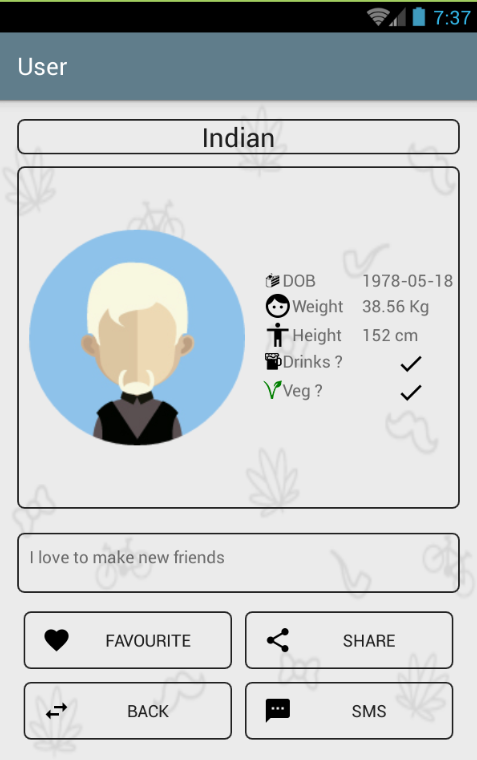 7:37
User
Indian
DOB 1978-05-18
Weight 38.56 Kg
Height 152 cm
Drinks ?
Veg ?
I love to make new friends
FAVOURITE SHARE
BACK SMS